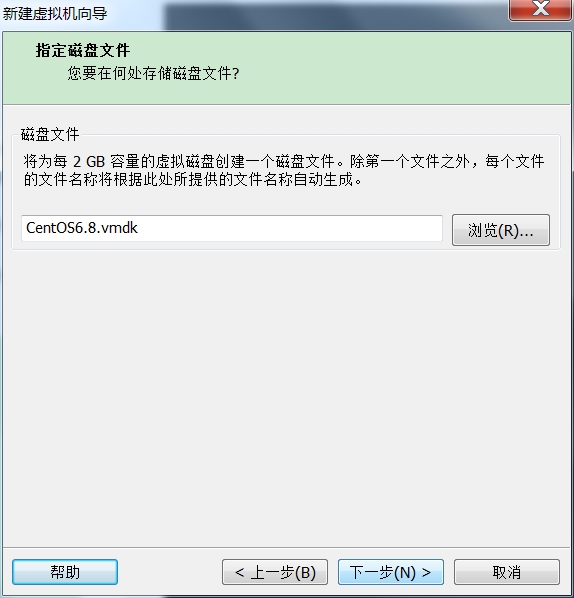 新建虚拟机向导
指定磁盘文件
您要在何处存储磁盘文件?
磁盘文件
将为每 2 GB 容量的虚拟磁盘创建一个磁盘文件。除第一个文件之外，每个文件
的文件名称将根据此处所提供的文件名称自动生成。
CentOS6.8.vmdk
浏览(R)...
帮助
< 上一步(B)
下一步(N) >
取消